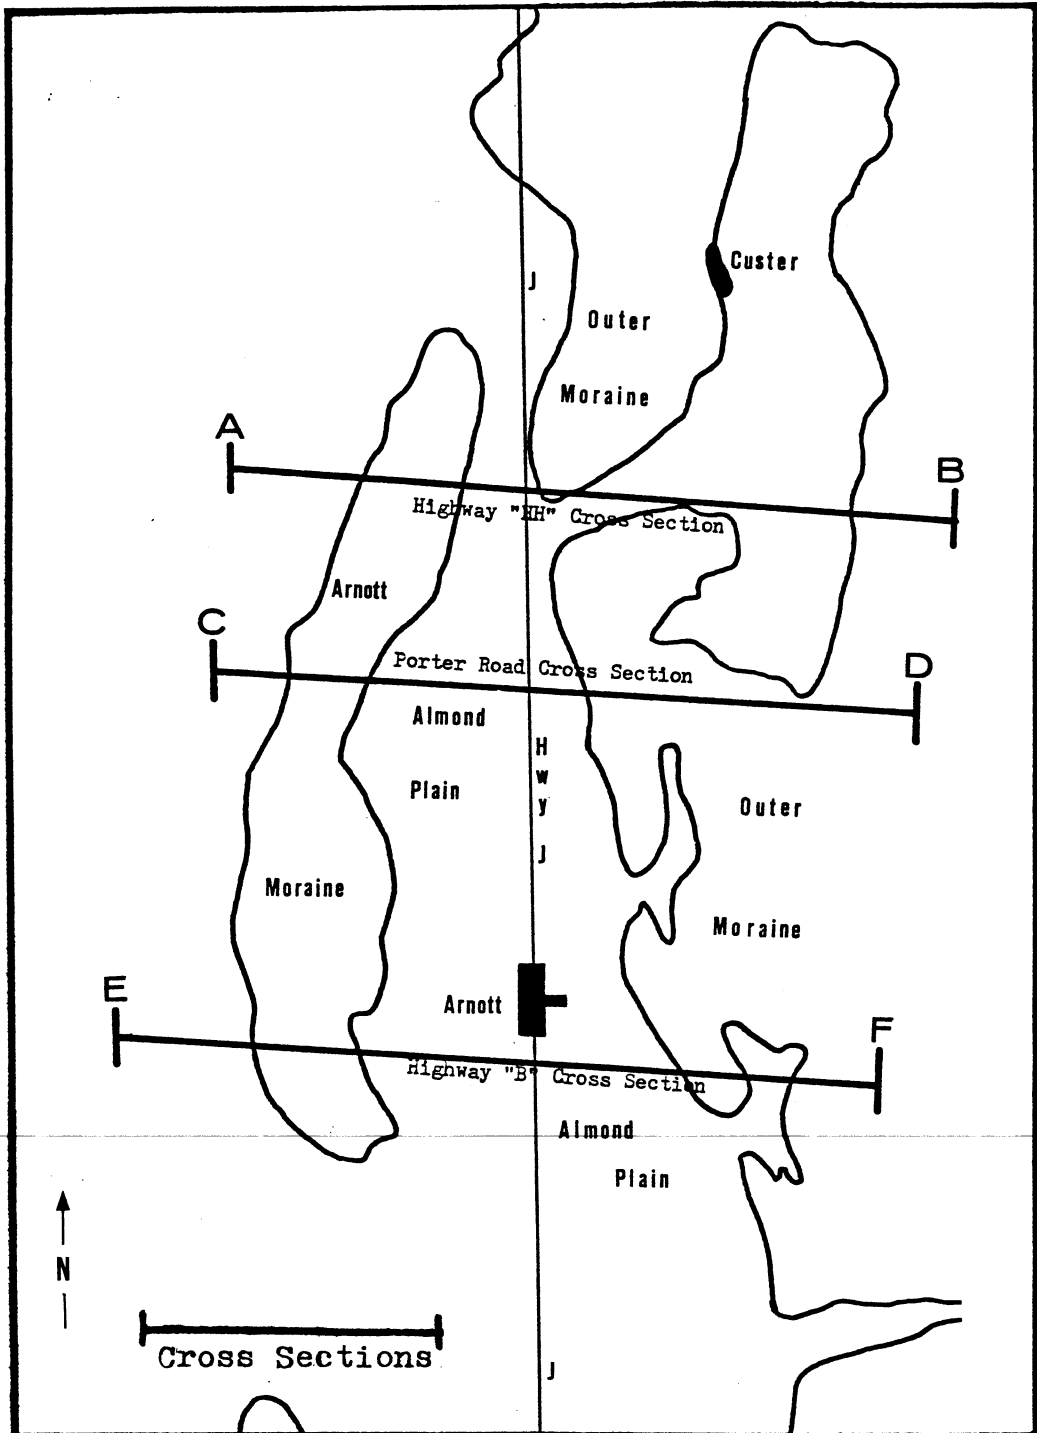 Custer
J
Outer
Moraine
A
B
Highway "HH" Cross Section
Arnott
C
Porter Road Cross Section
D
Almond
Hwy J
Plain
Outer
Moraine
Moraine
E
Arnott
F
Highway "B" Cross Section
Almond
Plain
N
Cross Sections
J